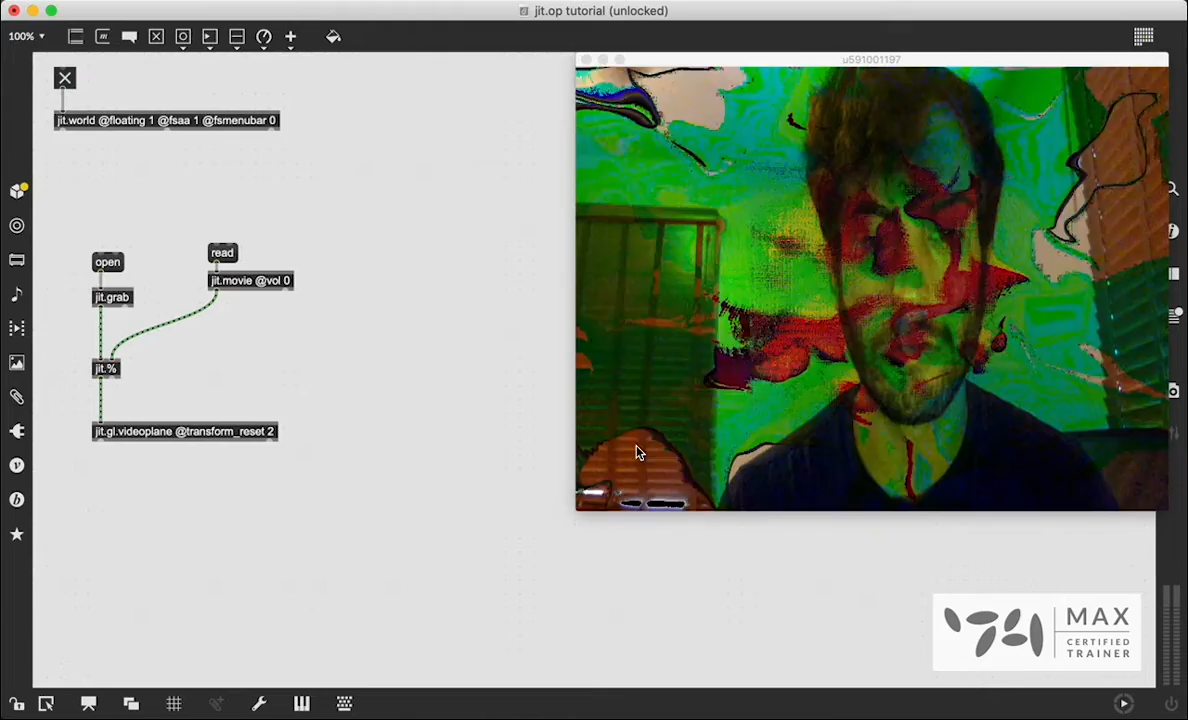 jit.op tutorial (unlocked)
100%
u591001197
jit.world @floating 1 @fsaa 1 @fsmenubar 0
open
read
jit.movie @vol 0
jit.grab
jit.%
jit.gl.videoplane @transform_reset 2
MAX
CERTIFIED
TRAINER